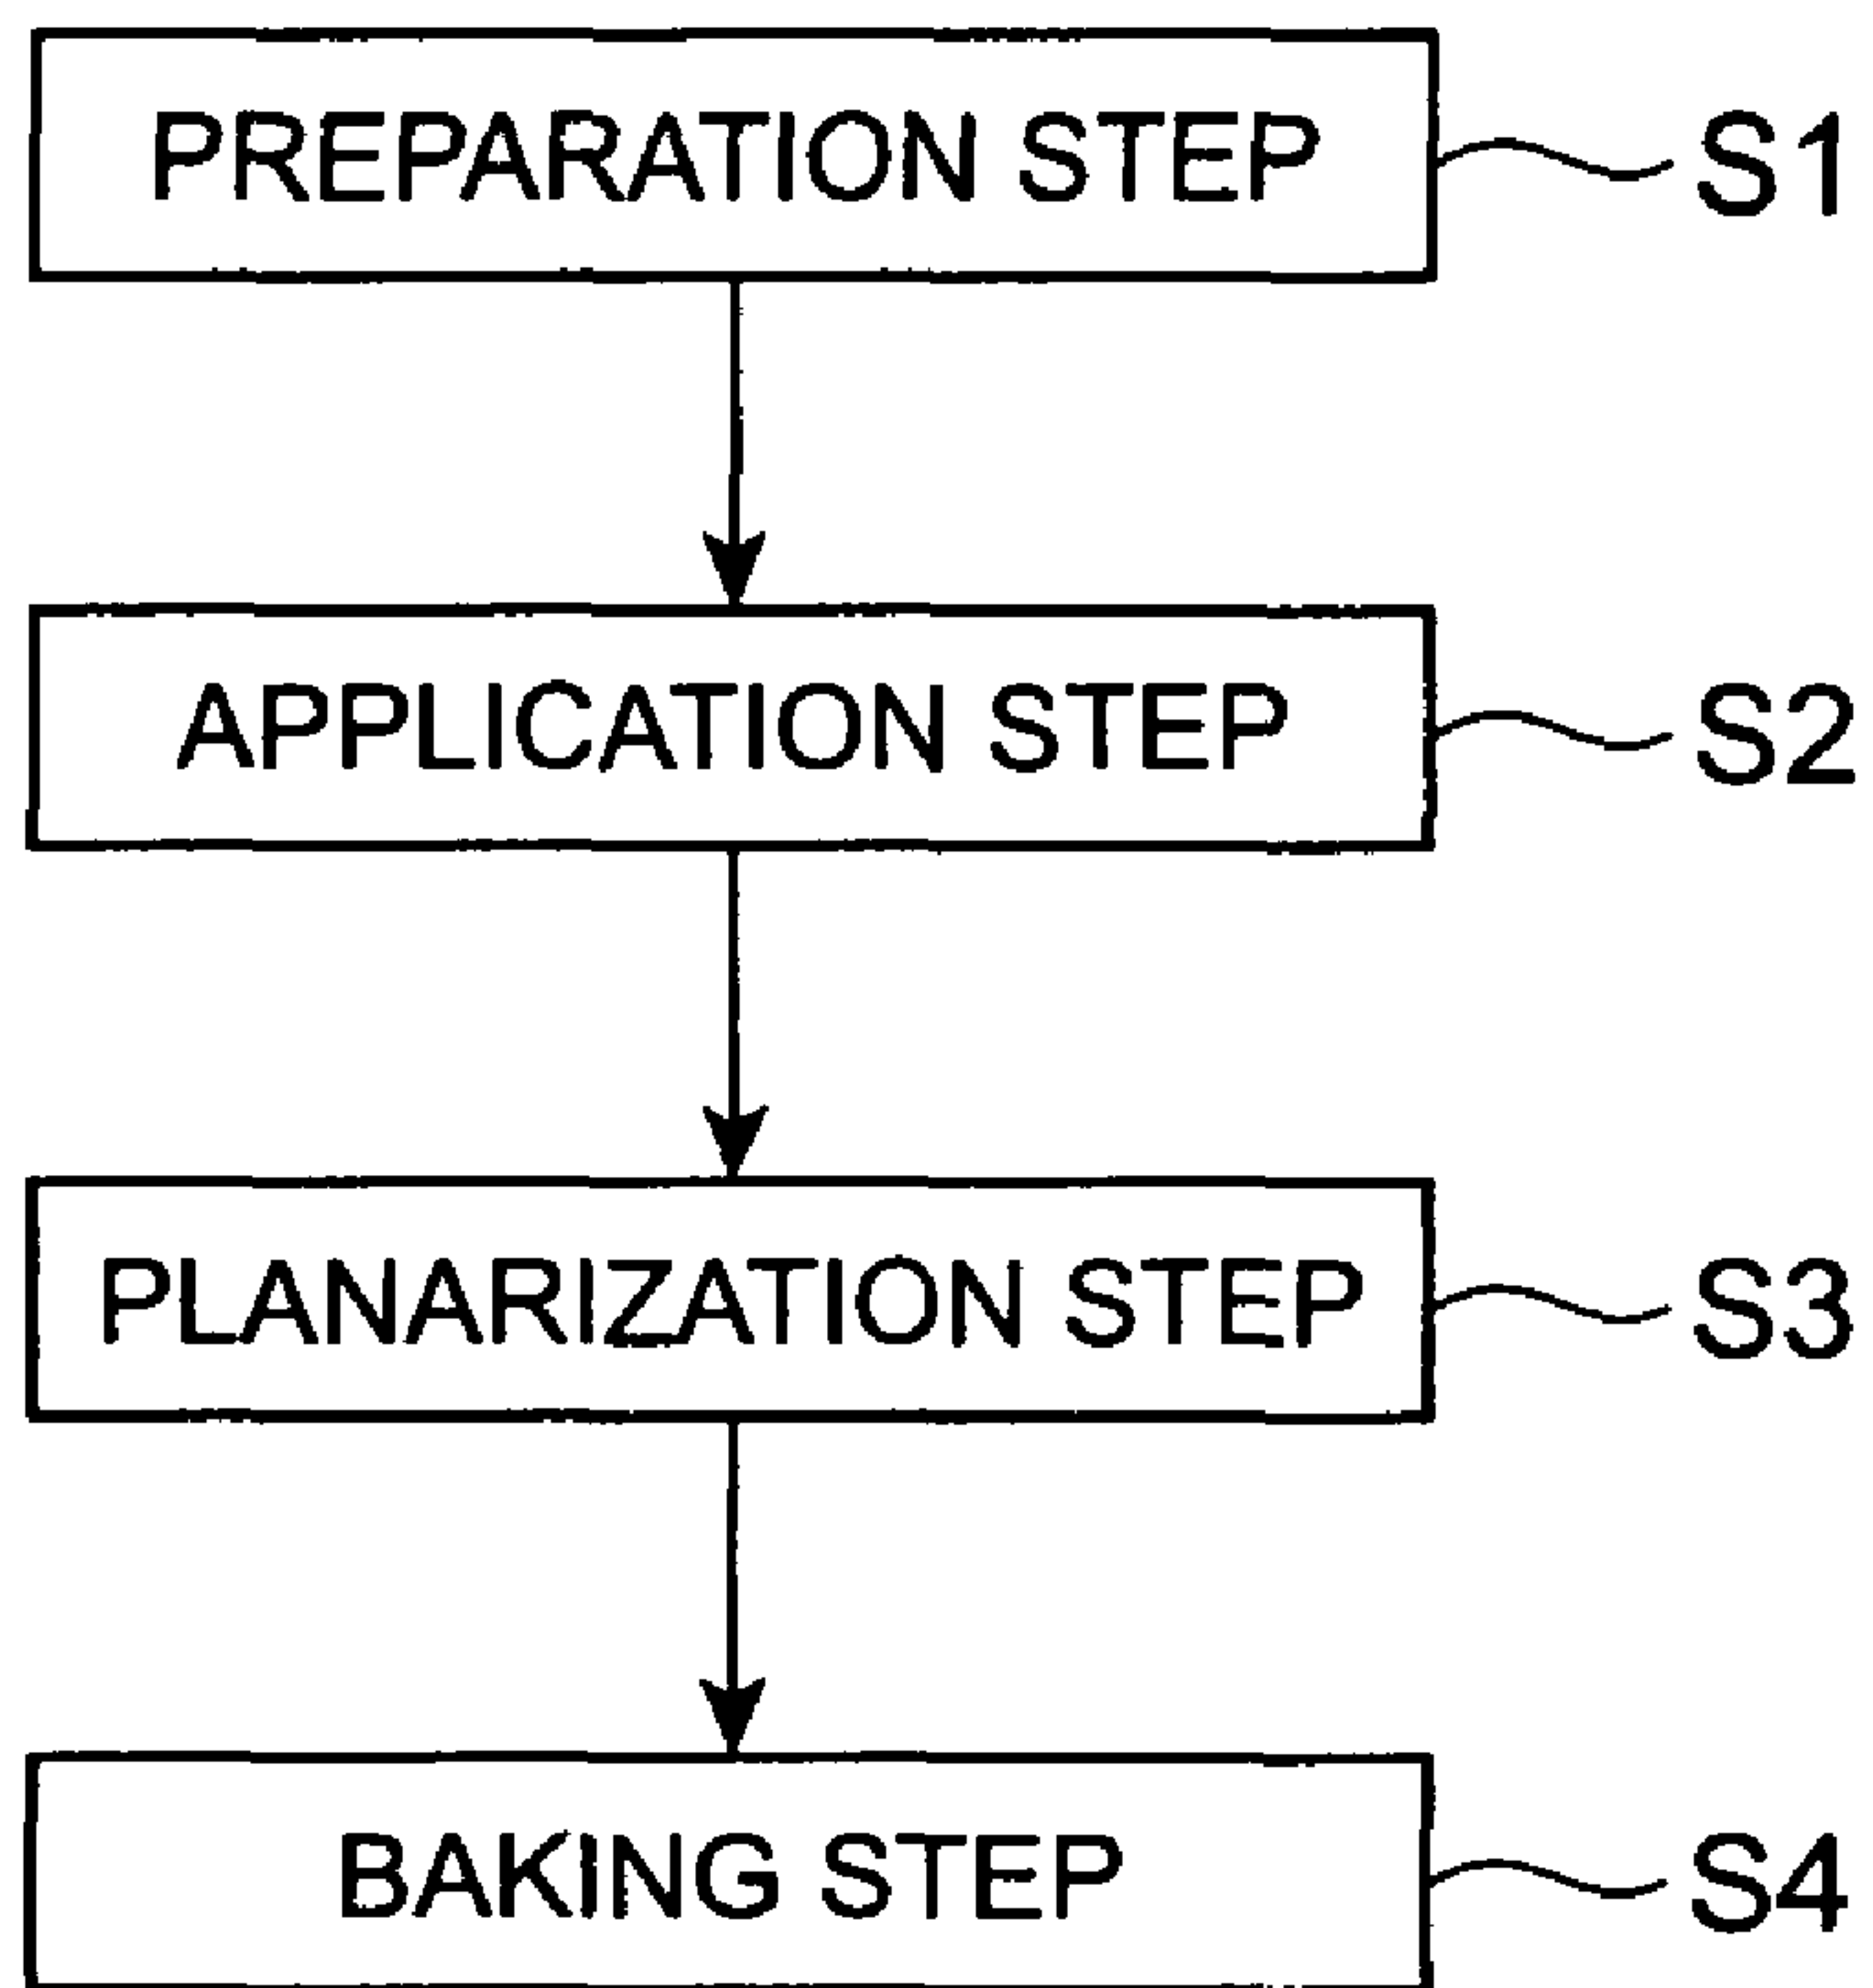 PREPARATION STEP S1
APPLICATION STEP S2
PLANARIZATION STEP S3
BAKING STEP S4